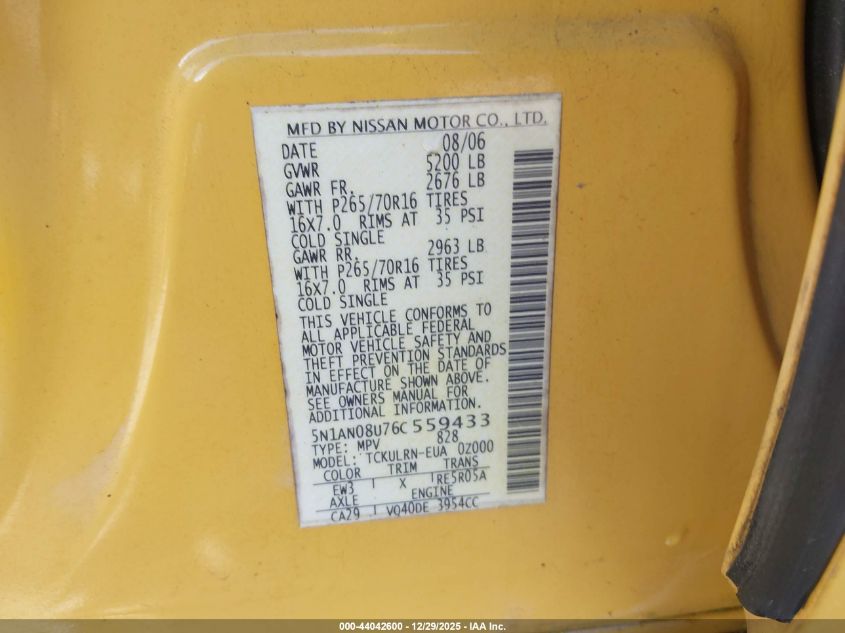 MFD BY NISSAN MOTOR CO., LTD.
DATE 08/06
GVWR 5200 LB
GAWR FR. 2676 LB
WITH P265/70R16 TIRES
16X7.0 RIMS AT 35 PSI
COLD SINGLE
GAWR RR. 2963 LB
WITH P265/70R16 TIRES
16X7.0 RIMS AT 35 PSI
COLD SINGLE
THIS VEHICLE CONFORMS TO
ALL APPLICABLE FEDERAL
MOTOR VEHICLE SAFETY AND
THEFT PREVENTION STANDARDS
IN EFFECT ON THE DATE OF
MANUFACTURE SHOWN ABOVE.
SEE OWNERS MANUAL FOR
ADDITIONAL INFORMATION.
5N1AN08U76C559433
TYPE: MPV 828
MODEL: TCKULRN-EUA 0Z000
COLOR TRIM TRANS
EW3 X RE5R05A
AXLE ENGINE
CA29 VQ40DE 3954CC
000-44042600 • 12/29/2025 - IAA Inc.